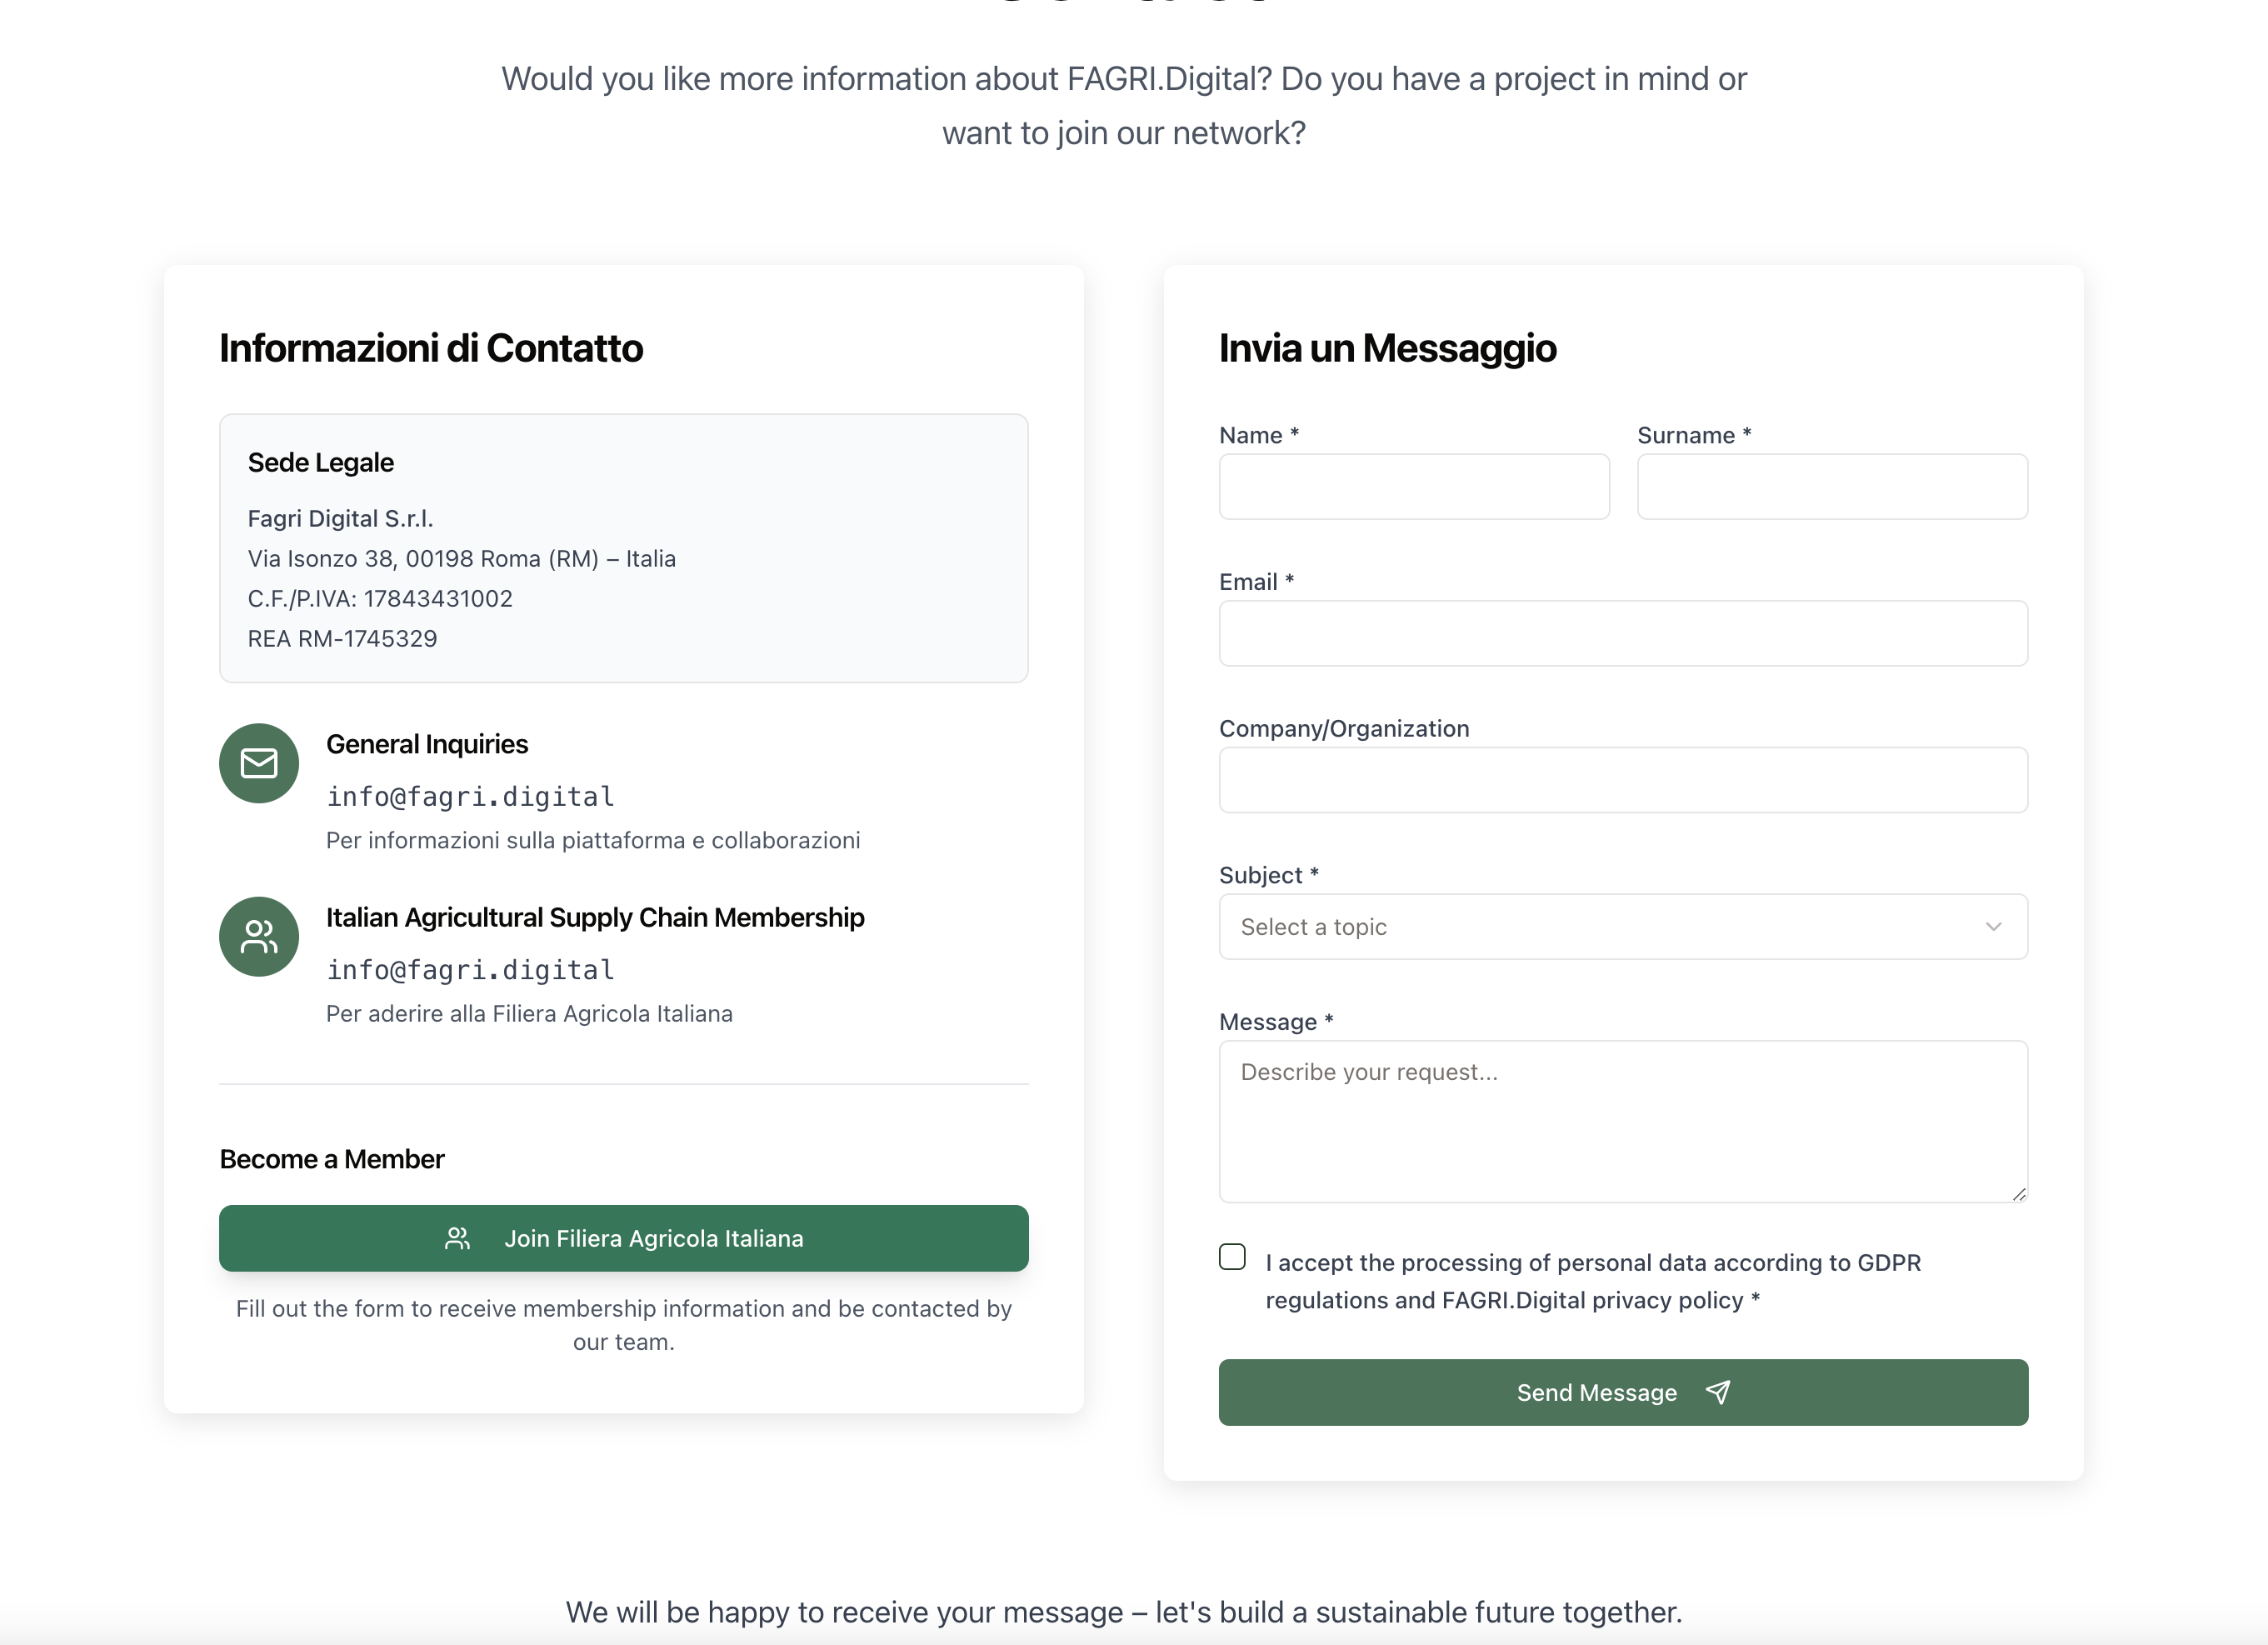 Would you like more information about FAGRI.Digital? Do you have a project in mind or
want to join our network?
Informazioni di Contatto
Sede Legale
Fagri Digital S.r.l.
Via Isonzo 38, 00198 Roma (RM) – Italia
C.F./P.IVA: 17843431002
REA RM-1745329
General Inquiries
info@fagri.digital
Per informazioni sulla piattaforma e collaborazioni
Italian Agricultural Supply Chain Membership
info@fagri.digital
Per aderire alla Filiera Agricola Italiana
Become a Member
Join Filiera Agricola Italiana
Fill out the form to receive membership information and be contacted by
our team.
Invia un Messaggio
Name *
Surname *
Email *
Company/Organization
Subject *
Select a topic
Message *
Describe your request...
I accept the processing of personal data according to GDPR
regulations and FAGRI.Digital privacy policy *
Send Message
We will be happy to receive your message – let's build a sustainable future together.